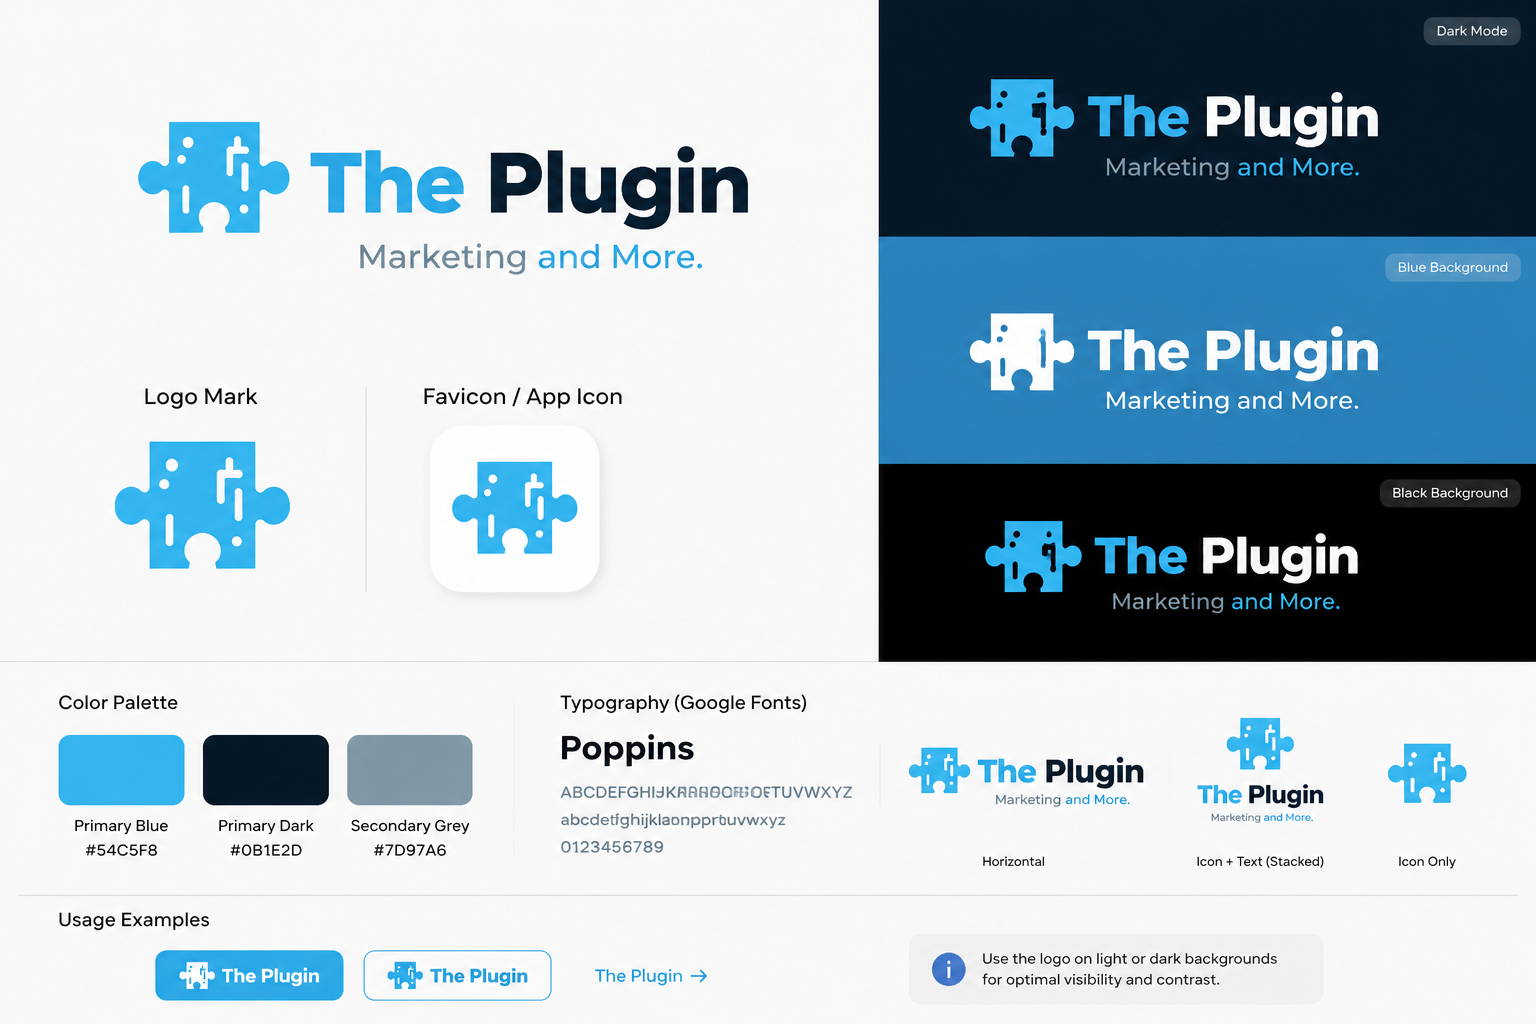 The Plugin
Marketing and More.
Logo Mark
Favicon / App Icon
Dark Mode
The Plugin
Marketing and More.
Blue Background
The Plugin
Marketing and More.
Black Background
The Plugin
Marketing and More.
Color Palette
Primary Blue
#54C5F8
Primary Dark
#0B1E2D
Secondary Grey
#7D97A6
Typography (Google Fonts)
Poppins
0123456789
The Plugin
Marketing and More.
Horizontal
The Plugin
Marketing and More.
Icon + Text (Stacked)
Icon Only
Usage Examples
The Plugin
The Plugin
The Plugin →
i
Use the logo on light or dark backgrounds
for optimal visibility and contrast.